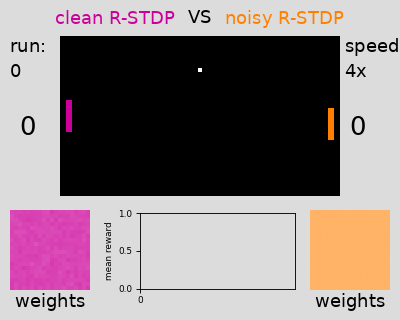 clean R-STDP VS noisy R-STDP
run:
0
speed
4x
0
0
1.0
0.5
0.0
mean reward
0
weights
weights